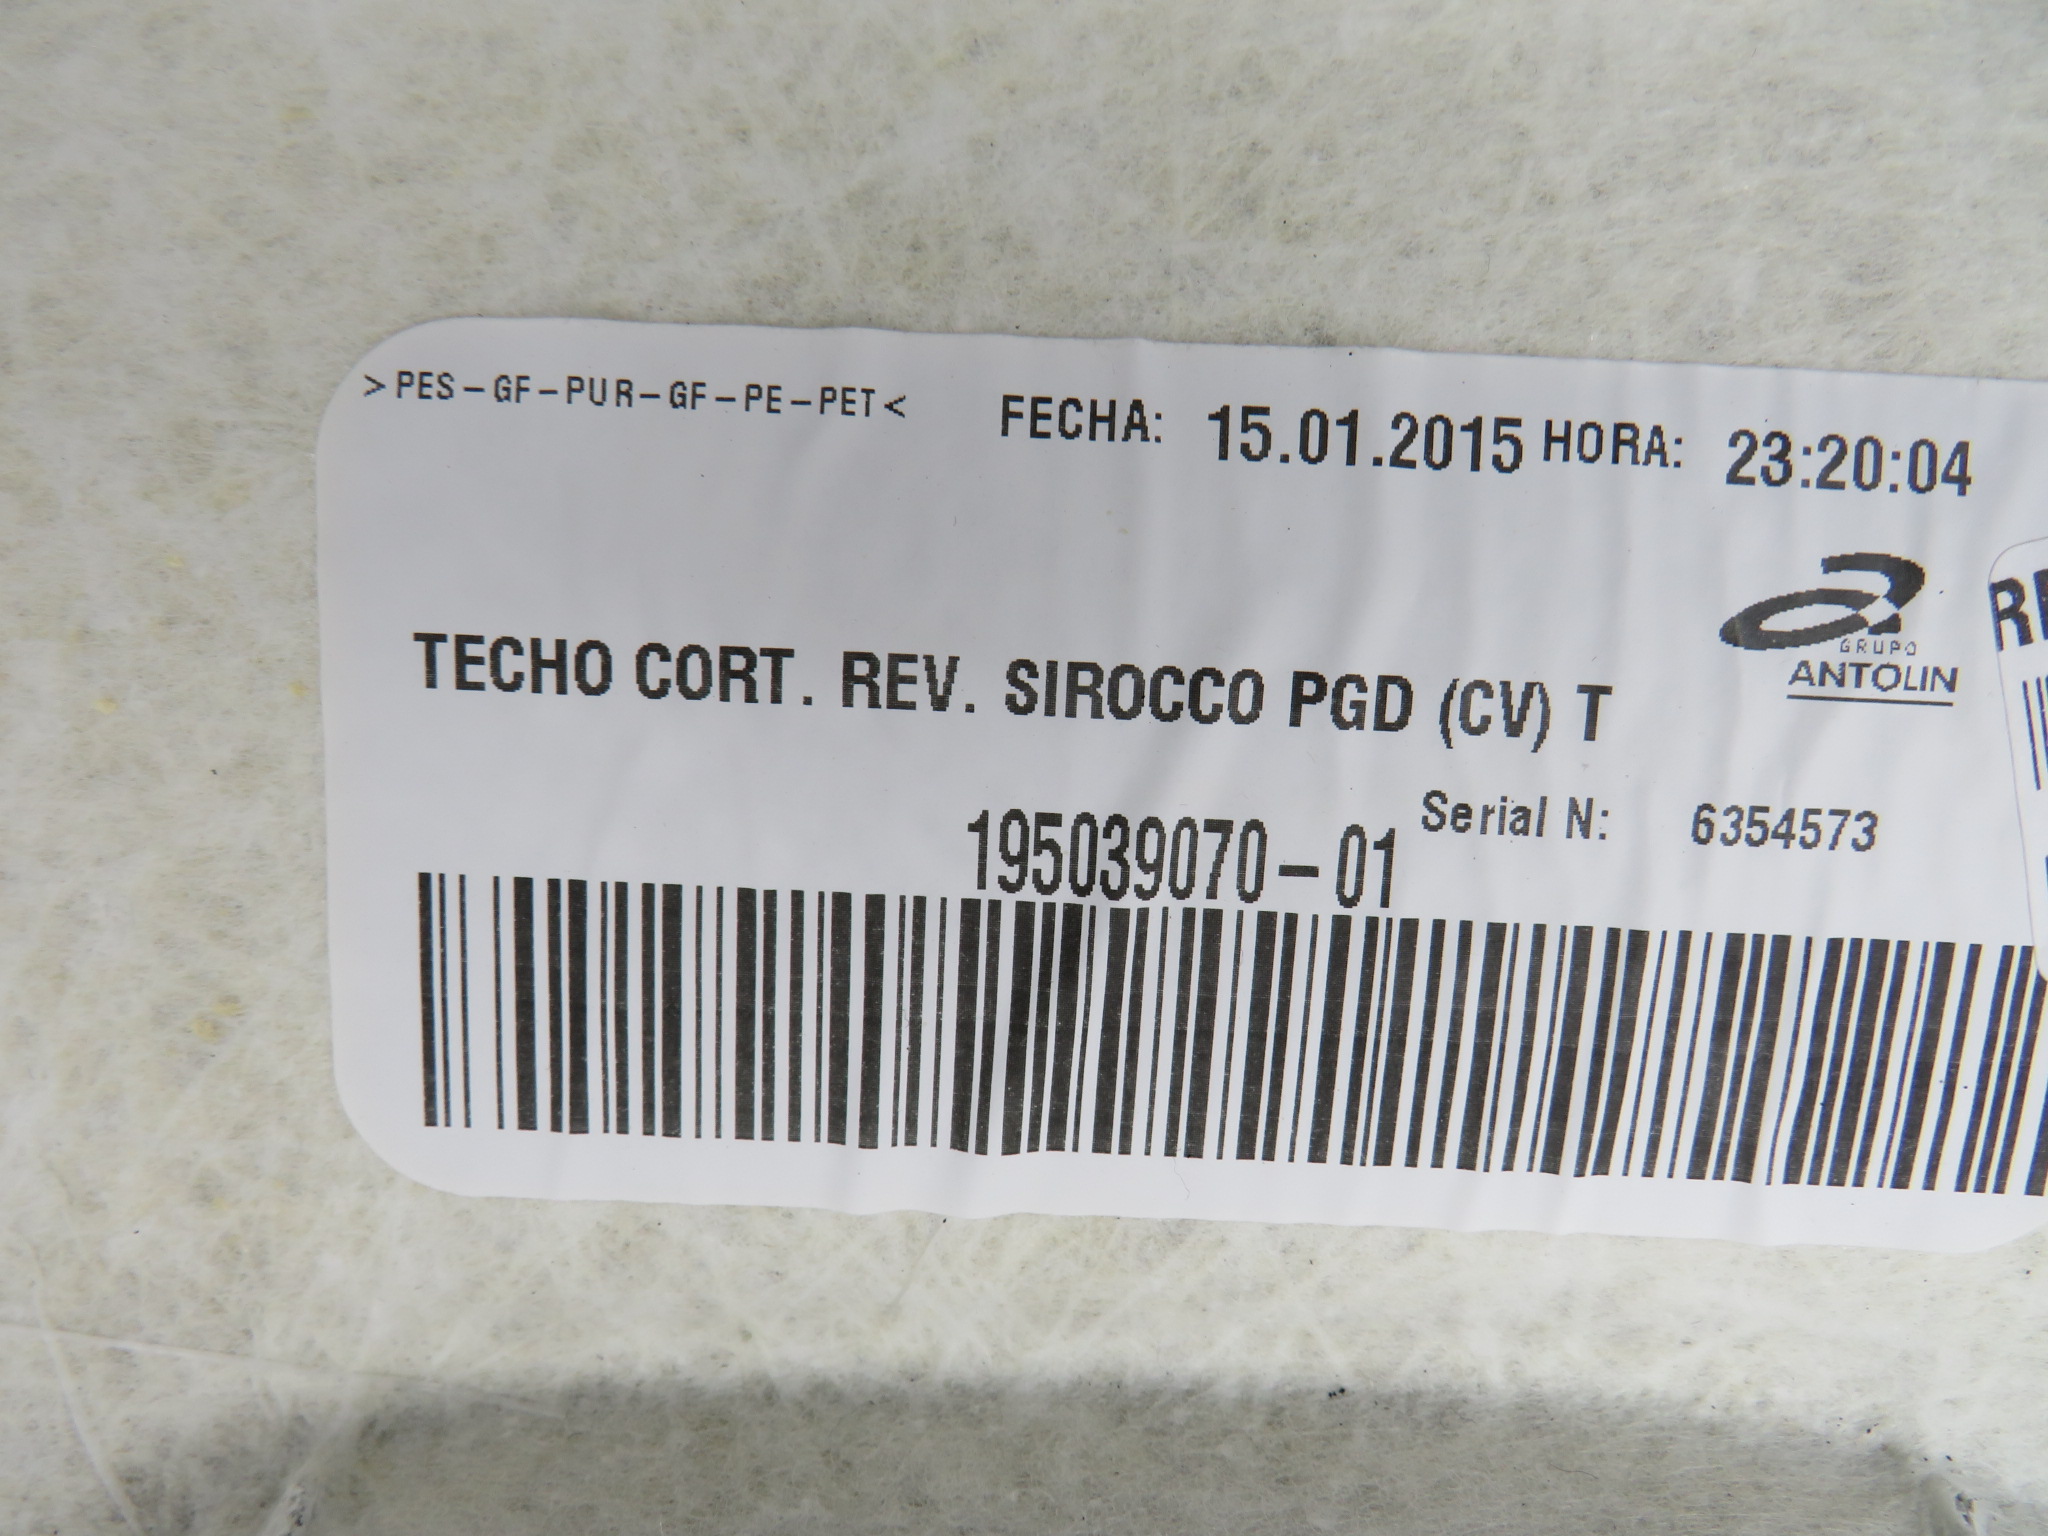 >PES-GF-PUR-GF-PE-PET< FECHA: 15.01.2015 HORA: 23:20:04
GRUPO
ANTOLIN
TECHO CORT. REV. SIROCCO PGD (CV) T
Serial N: 6354573
195039070-01